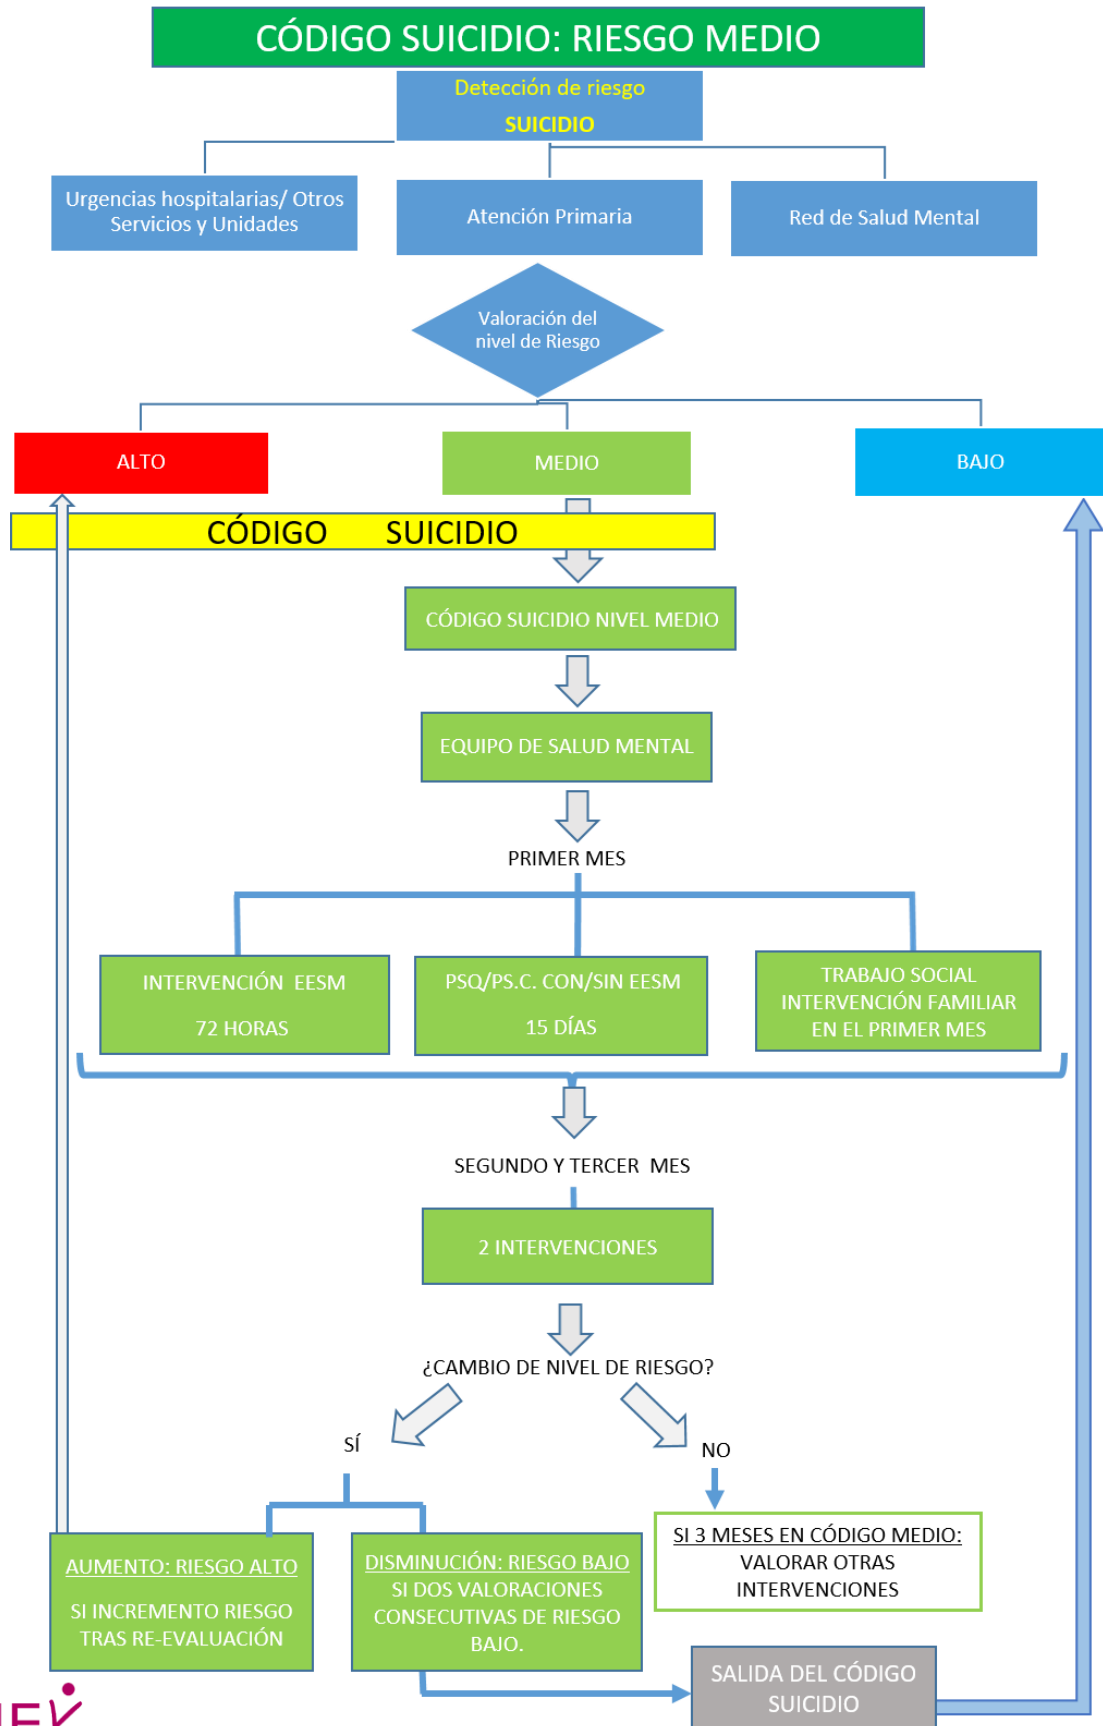 CÓDIGO SUICIDIO: RIESGO MEDIO
Detección de riesgo
SUICIDIO
Urgencias hospitalarias/ Otros
Servicios y Unidades
Atención Primaria
Red de Salud Mental
Valoración del
nivel de Riesgo
ALTO
MEDIO
BAJO
CÓDIGO SUICIDIO
CÓDIGO SUICIDIO NIVEL MEDIO
EQUIPO DE SALUD MENTAL
PRIMER MES
INTERVENCIÓN EESM
72 HORAS
PSQ/PS.C. CON/SIN EESM
15 DÍAS
TRABAJO SOCIAL
INTERVENCIÓN FAMILIAR
EN EL PRIMER MES
SEGUNDO Y TERCER MES
2 INTERVENCIONES
¿CAMBIO DE NIVEL DE RIESGO?
SÍ
NO
AUMENTO: RIESGO ALTO
SI INCREMENTO RIESGO
TRAS RE-EVALUACIÓN
DISMINUCIÓN: RIESGO BAJO
SI DOS VALORACIONES
CONSECUTIVAS DE RIESGO
BAJO.
SI 3 MESES EN CÓDIGO MEDIO:
VALORAR OTRAS
INTERVENCIONES
SALIDA DEL CÓDIGO
SUICIDIO